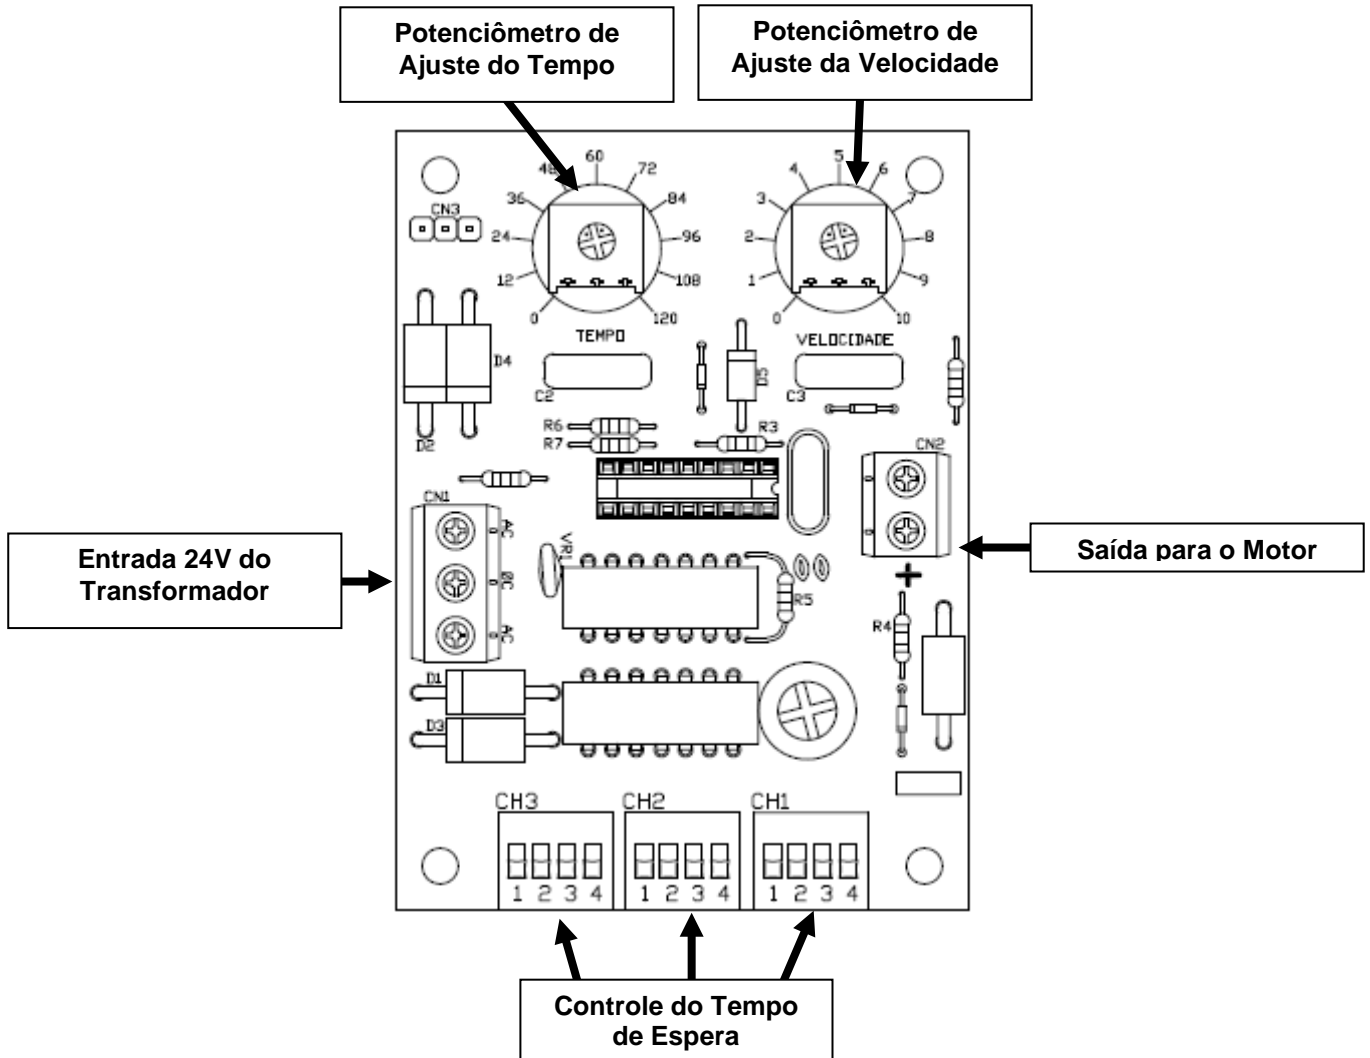 Potenciômetro de
Ajuste do Tempo
Potenciômetro de
Ajuste da Velocidade
0 12 24 36 48 60 72 84 96 108 120
TEMPO
0 1 2 3 4 5 6 7 8 9 10
VELOCIDADE
CN3
D4
D2
C2
D5
C3
R6
R7
R3
CN2
CN1
AC
0C
AC
VR1
R5
R4
+
D1
D3
Entrada 24V do
Transformador
Saída para o Motor
CH3
1 2 3 4
CH2
1 2 3 4
CH1
1 2 3 4
Controle do Tempo
de Espera